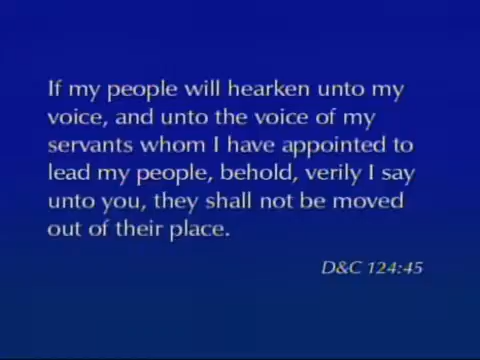 If my people will hearken unto my
voice, and unto the voice of my
servants whom I have appointed to
lead my people, behold, verily I say
unto you, they shall not be moved
out of their place.
D&C 124:45